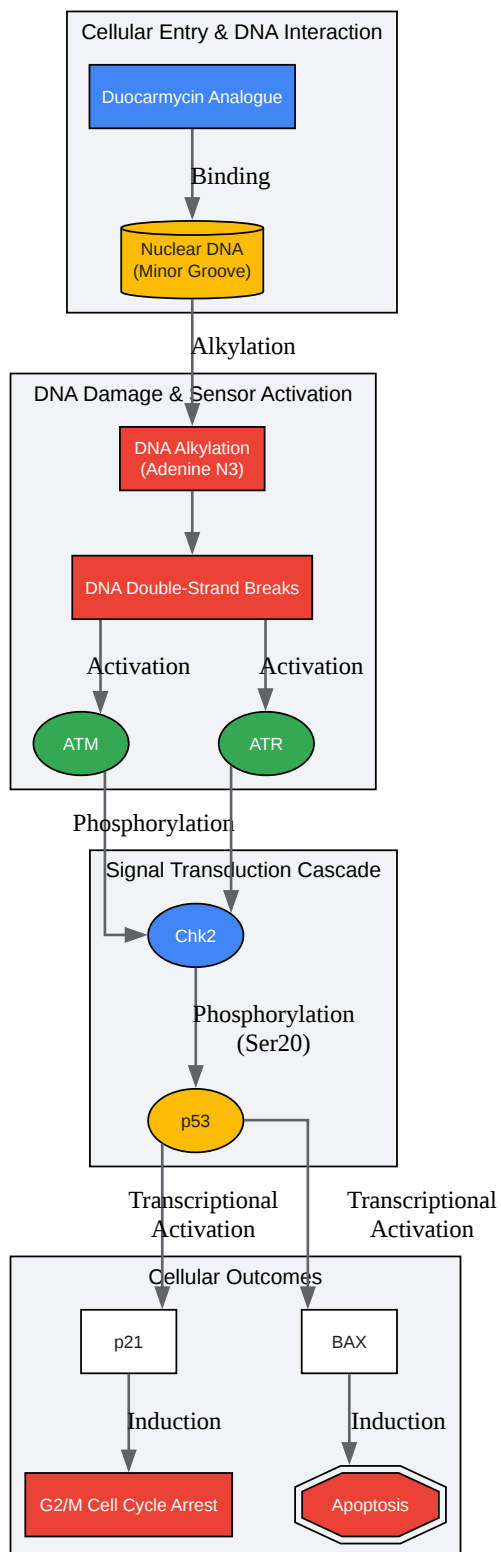 Cellular Entry & DNA Interaction
Duocarmycin Analogue
Binding
Nuclear DNA
(Minor Groove)
Alkylation
DNA Damage & Sensor Activation
DNA Alkylation
(Adenine N3)
DNA Double-Strand Breaks
Activation
Activation
ATM
ATR
Phosphorylation
Signal Transduction Cascade
Chk2
Phosphorylation
(Ser20)
p53
Transcriptional
Activation
Transcriptional
Activation
Cellular Outcomes
p21
BAX
Induction
Induction
G2/M Cell Cycle Arrest
Apoptosis